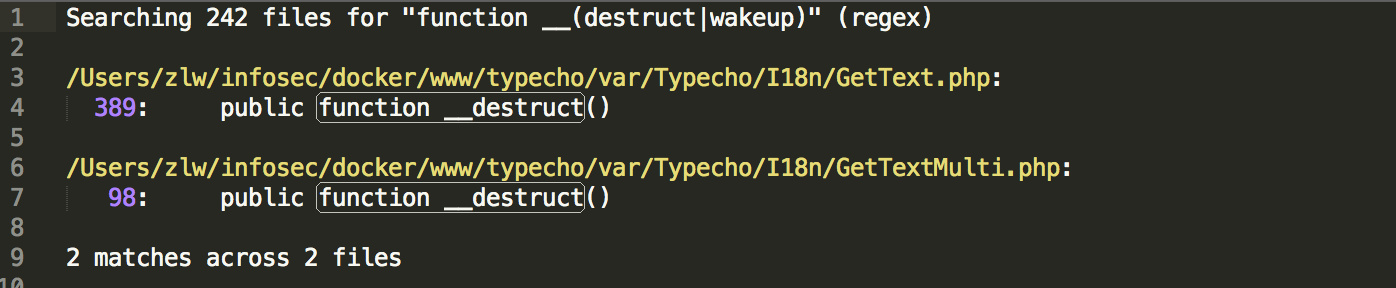 1 Searching 242 files for "function __(destruct|wakeup)" (regex)
2
3 /Users/zlw/infosec/docker/www/typecho/var/Typecho/I18n/GetText.php:
4 389: public function __destruct()
5
6 /Users/zlw/infosec/docker/www/typecho/var/Typecho/I18n/GetTextMulti.php:
7 98: public function __destruct()
8
9 2 matches across 2 files
10